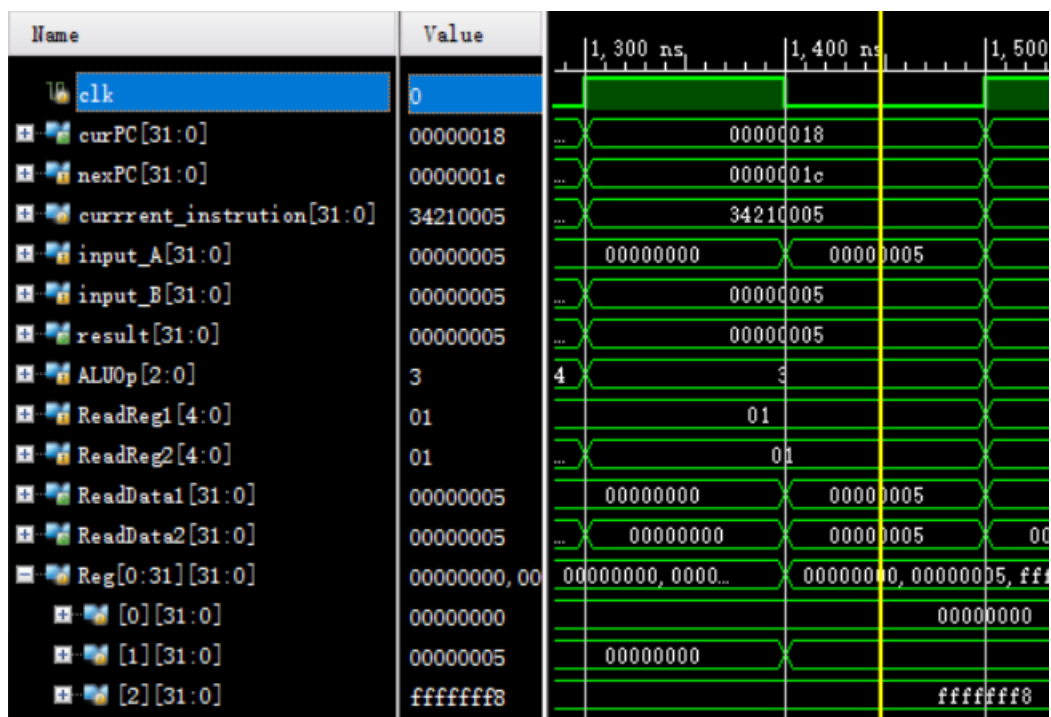 Name Value 1,300 ns 1,400 ns 1,500
clk 0
curPC[31:0] 00000018 ... 00000018
nexPC[31:0] 0000001c ... 0000001c
currrent_instrution[31:0] 34210005 ... 34210005
input_A[31:0] 00000005 00000000 00000005
input_B[31:0] 00000005 ... 00000005
result[31:0] 00000005 ... 00000005
ALUOp[2:0] 3 4 3
ReadReg1[4:0] 01 01
ReadReg2[4:0] 01 ... 01
ReadData1[31:0] 00000005 00000000 00000005
ReadData2[31:0] 00000005 ... 00000000 00000005 00
Reg[0:31][31:0] 00000000,00 00000000,0000... 00000000,00000005,fff
[0][31:0] 00000000 00000000
[1][31:0] 00000005 00000000
[2][31:0] fffffff8 fffffff8